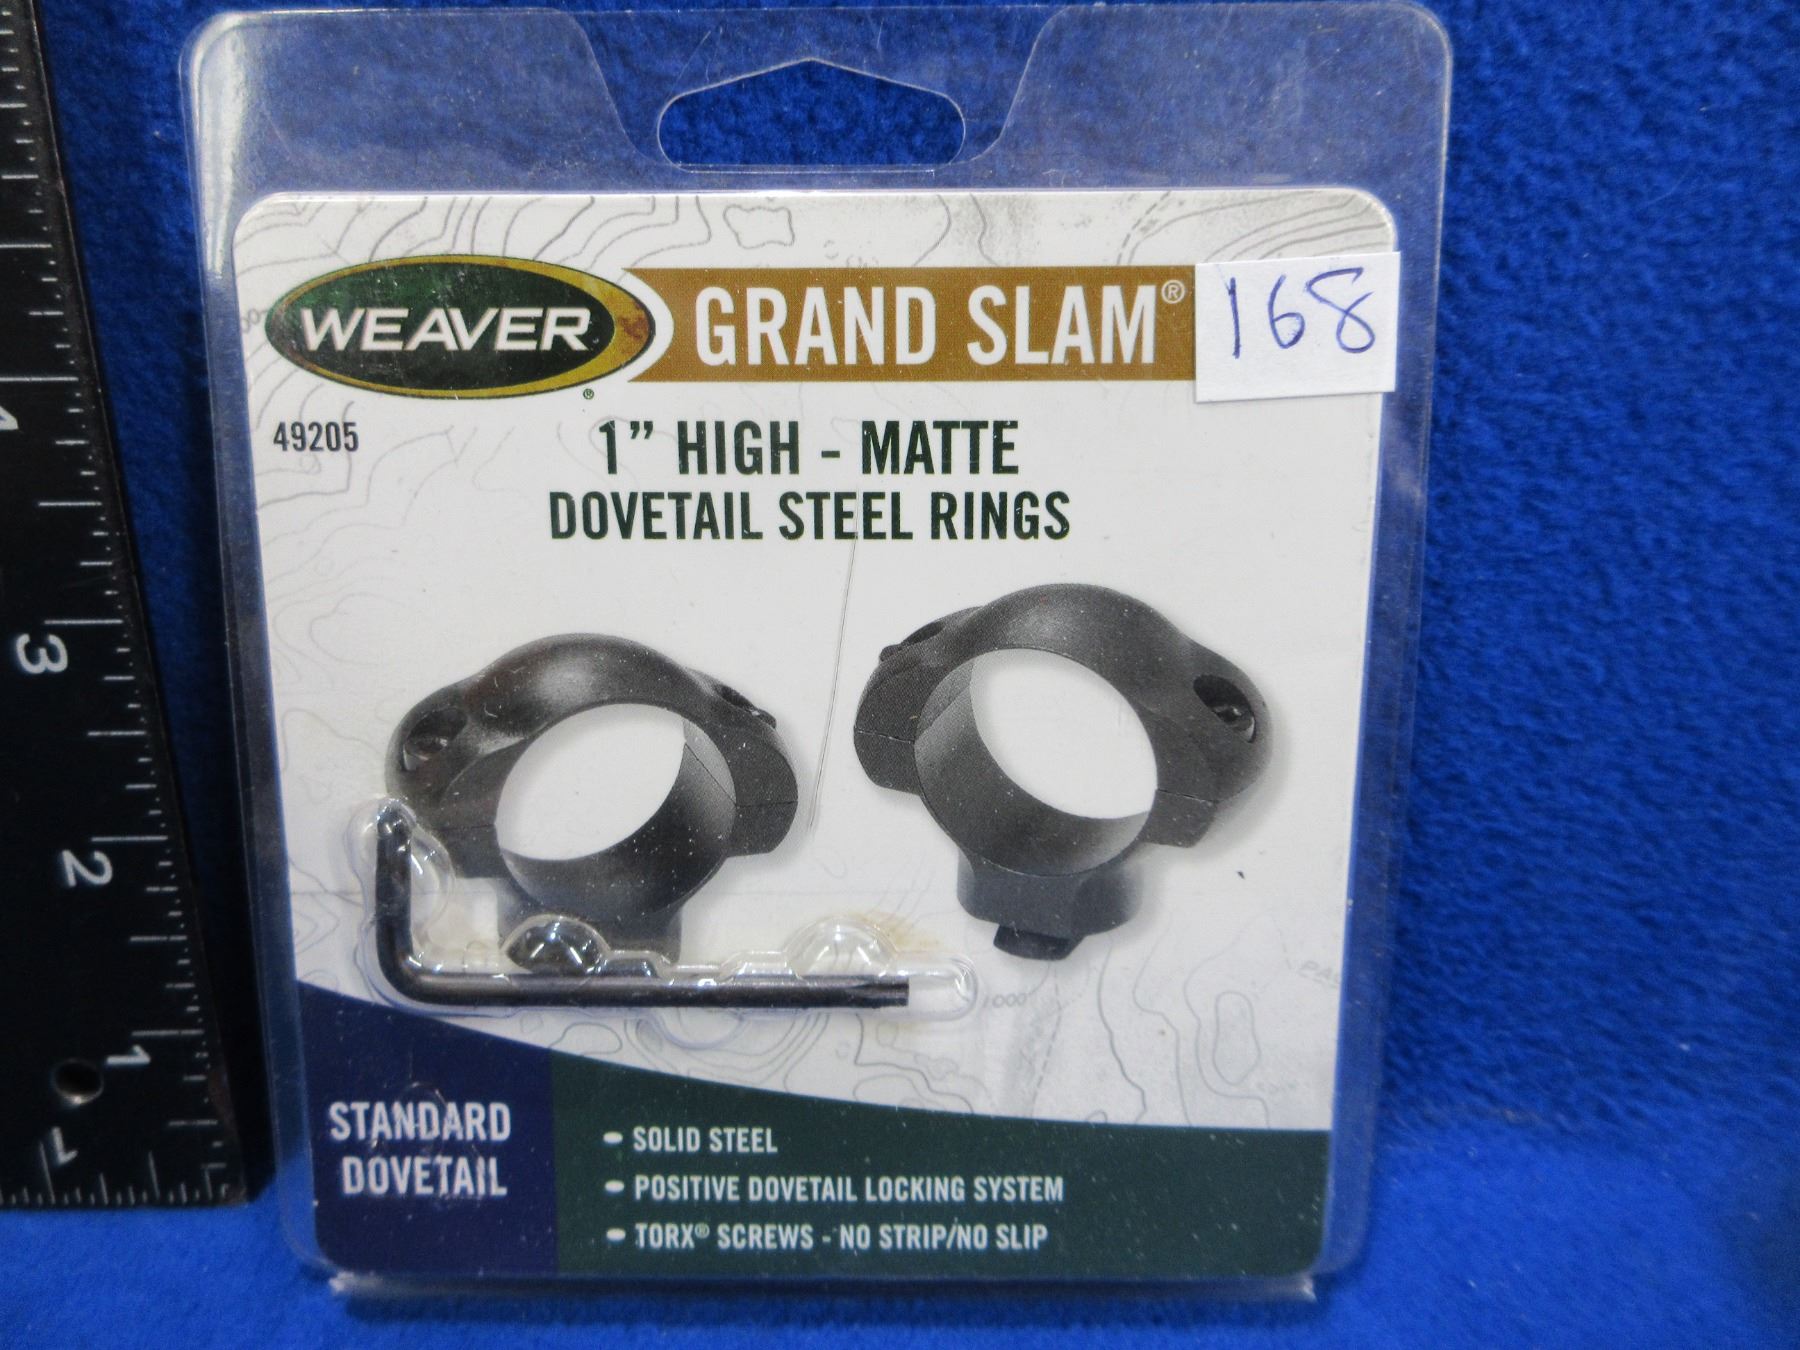 WEAVER®
GRAND SLAM®
168
49205
1" HIGH - MATTE
DOVETAIL STEEL RINGS
1000
STANDARD
DOVETAIL
- SOLID STEEL
- POSITIVE DOVETAIL LOCKING SYSTEM
- TORX® SCREWS - NO STRIP/NO SLIP
3
2
1